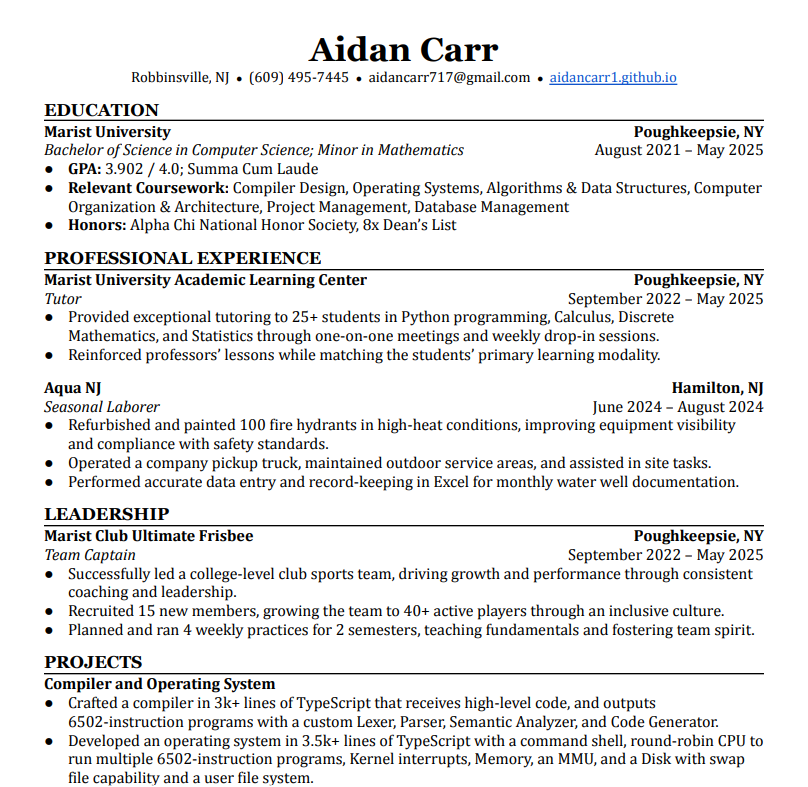 Aidan Carr
Robbinsville, NJ ● (609) 495-7445 ● aidancarr717@gmail.com ● aidancarr1.github.io
EDUCATION
Marist University Poughkeepsie, NY
Bachelor of Science in Computer Science; Minor in Mathematics August 2021 – May 2025
● GPA: 3.902 / 4.0; Summa Cum Laude
● Relevant Coursework: Compiler Design, Operating Systems, Algorithms & Data Structures, Computer
Organization & Architecture, Project Management, Database Management
● Honors: Alpha Chi National Honor Society, 8x Dean’s List
PROFESSIONAL EXPERIENCE
Marist University Academic Learning Center Poughkeepsie, NY
Tutor September 2022 – May 2025
● Provided exceptional tutoring to 25+ students in Python programming, Calculus, Discrete
Mathematics, and Statistics through one-on-one meetings and weekly drop-in sessions.
● Reinforced professors’ lessons while matching the students’ primary learning modality.
Aqua NJ Hamilton, NJ
Seasonal Laborer June 2024 – August 2024
● Refurbished and painted 100 fire hydrants in high-heat conditions, improving equipment visibility
and compliance with safety standards.
● Operated a company pickup truck, maintained outdoor service areas, and assisted in site tasks.
● Performed accurate data entry and record-keeping in Excel for monthly water well documentation.
LEADERSHIP
Marist Club Ultimate Frisbee Poughkeepsie, NY
Team Captain September 2022 – May 2025
● Successfully led a college-level club sports team, driving growth and performance through consistent
coaching and leadership.
● Recruited 15 new members, growing the team to 40+ active players through an inclusive culture.
● Planned and ran 4 weekly practices for 2 semesters, teaching fundamentals and fostering team spirit.
PROJECTS
Compiler and Operating System
● Crafted a compiler in 3k+ lines of TypeScript that receives high-level code, and outputs
6502-instruction programs with a custom Lexer, Parser, Semantic Analyzer, and Code Generator.
● Developed an operating system in 3.5k+ lines of TypeScript with a command shell, round-robin CPU to
run multiple 6502-instruction programs, Kernel interrupts, Memory, an MMU, and a Disk with swap
file capability and a user file system.